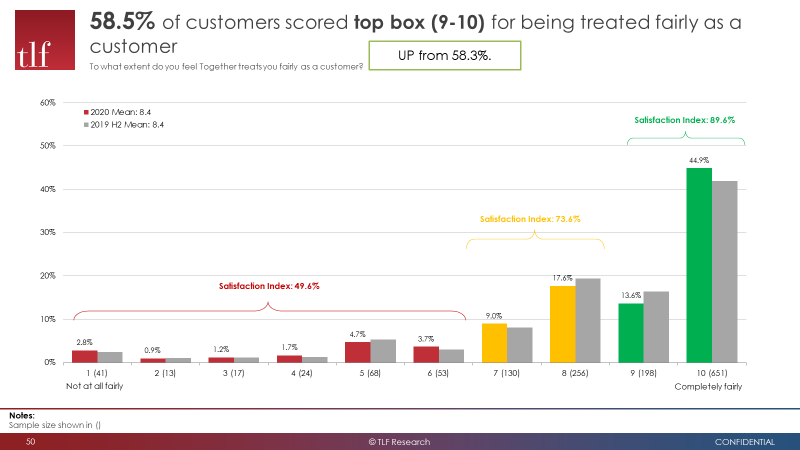 tlf
58.5% of customers scored top box (9-10) for being treated fairly as a
customer
UP from 58.3%.
To what extent do you feel Together treats you fairly as a customer?
60%
50%
40%
30%
20%
10%
0%
2020 Mean: 8.4
2019 H2 Mean: 8.4
Satisfaction Index: 49.6%
Satisfaction Index: 73.6%
Satisfaction Index: 89.6%
2.8%
0.9%
1.2%
1.7%
4.7%
3.7%
9.0%
17.6%
13.6%
44.9%
1 (41)
2 (13)
3 (17)
4 (24)
5 (68)
6 (53)
7 (130)
8 (256)
9 (198)
10 (651)
Not at all fairly
Completely fairly
Notes:
Sample size shown in ()
50
© TLF Research
CONFIDENTIAL